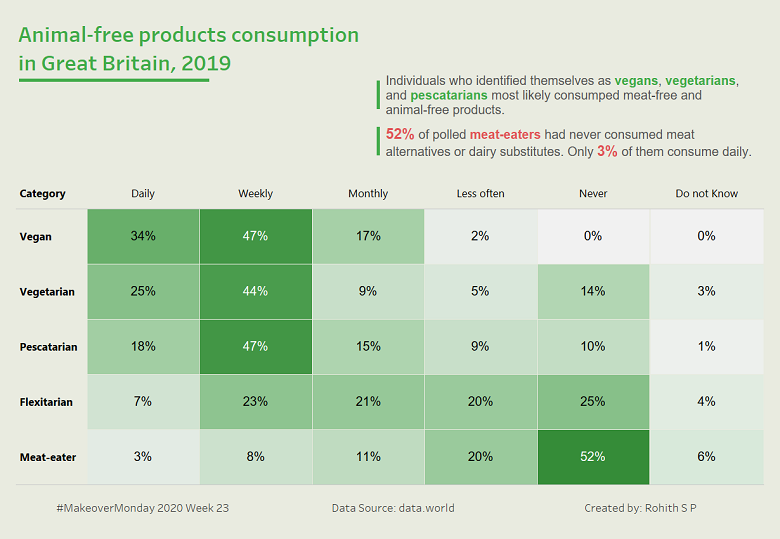 Animal-free products consumption
in Great Britain, 2019
Individuals who identified themselves as vegans, vegetarians,
and pescatarians most likely consumped meat-free and
animal-free products.
52% of polled meat-eaters had never consumed meat
alternatives or dairy substitutes. Only 3% of them consume daily.
Category Daily Weekly Monthly Less often Never Do not Know
Vegan 34% 47% 17% 2% 0% 0%
Vegetarian 25% 44% 9% 5% 14% 3%
Pescatarian 18% 47% 15% 9% 10% 1%
Flexitarian 7% 23% 21% 20% 25% 4%
Meat-eater 3% 8% 11% 20% 52% 6%
#MakeoverMonday 2020 Week 23 Data Source: data.world Created by: Rohith S P